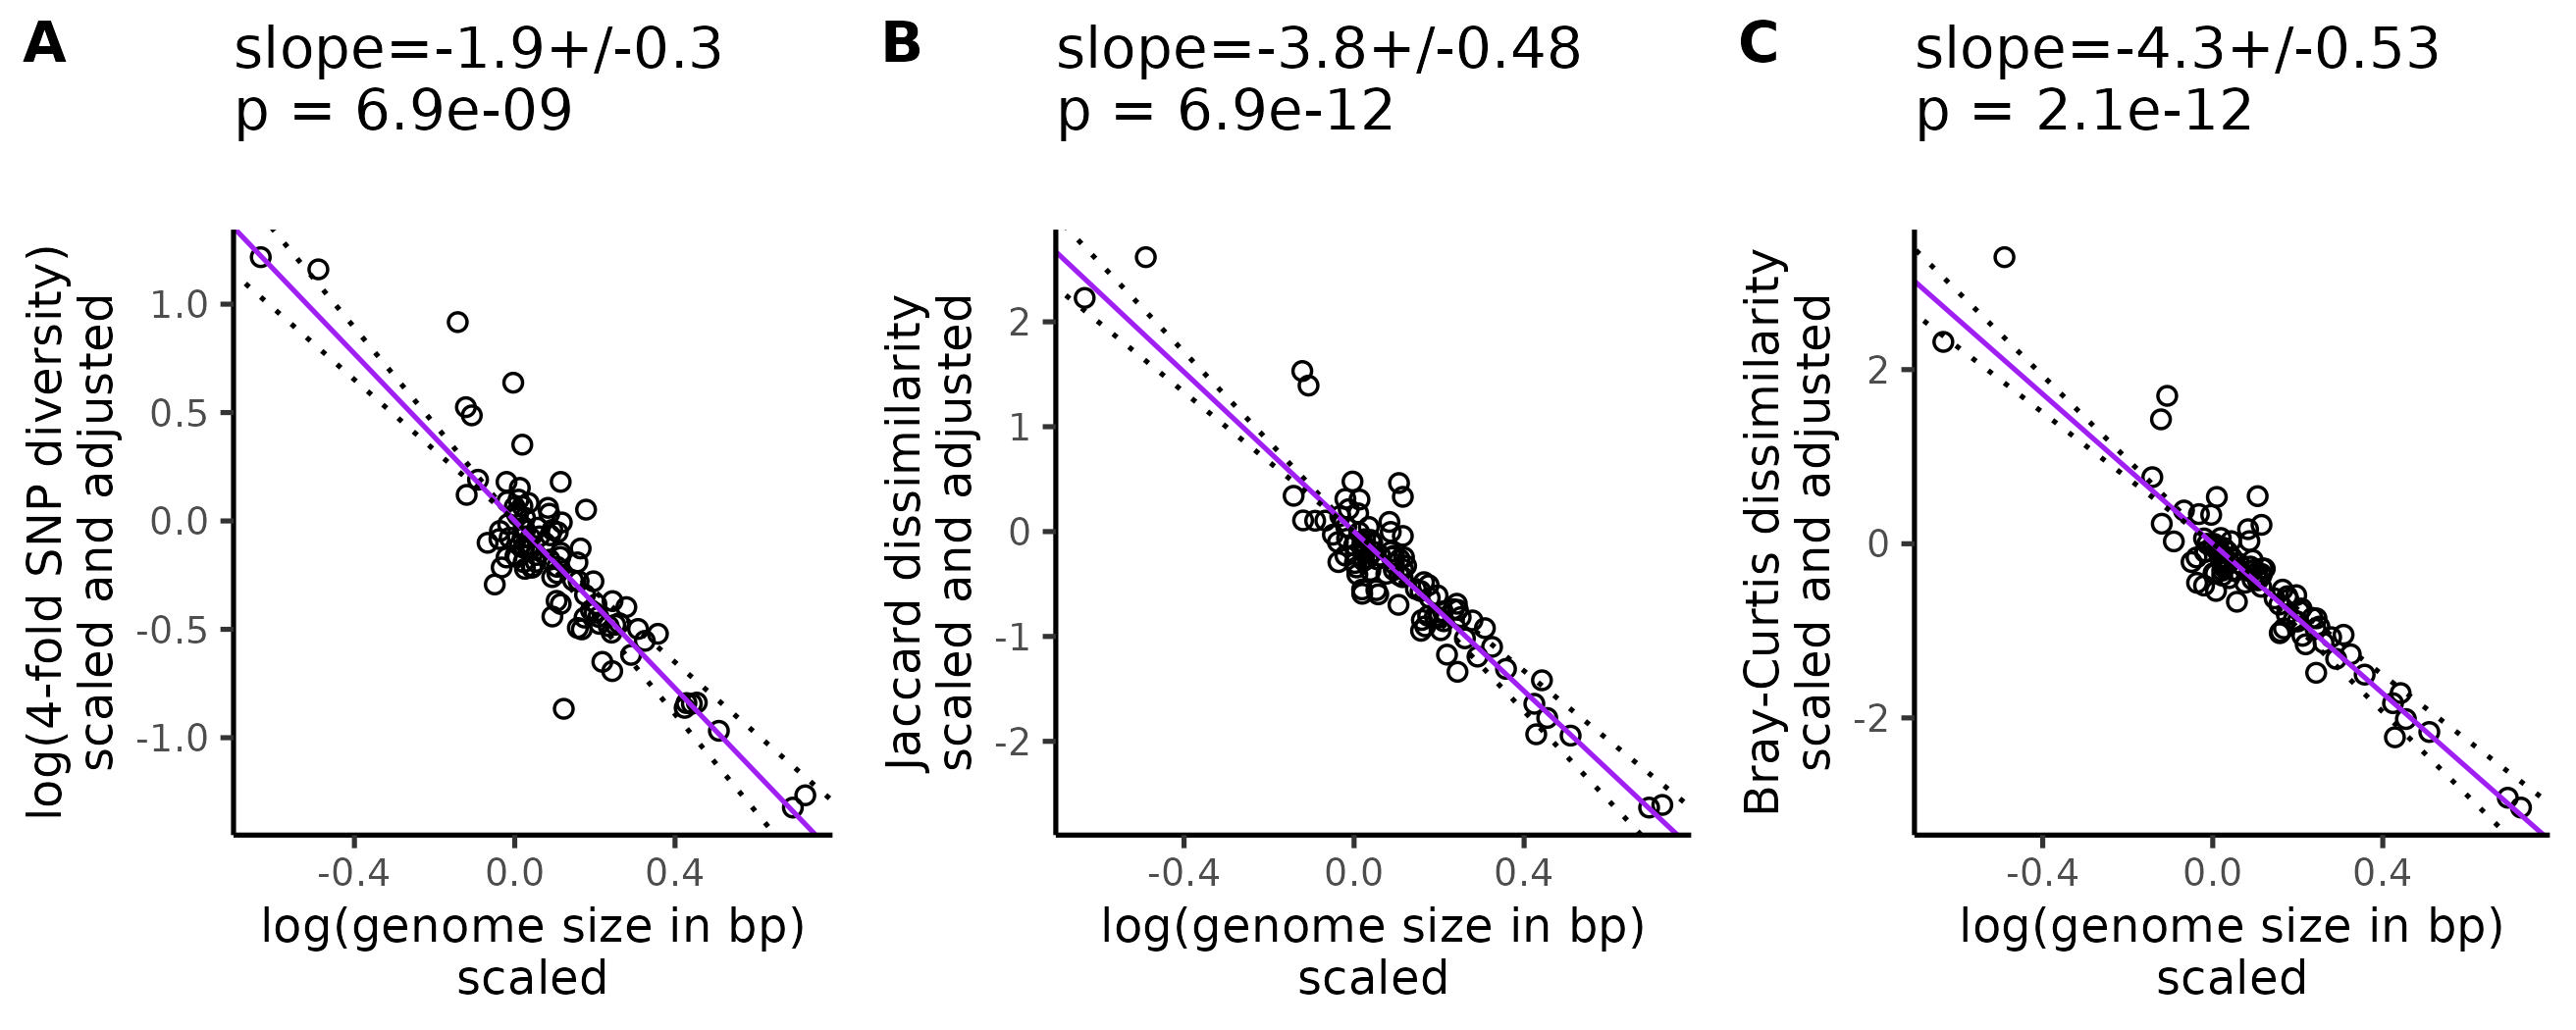 A
slope=-1.9+/-0.3
p = 6.9e-09
log(4-fold SNP diversity)
scaled and adjusted
1.0
0.5
0.0
-0.5
-1.0
-0.4
0.0
0.4
log(genome size in bp)
scaled
B
slope=-3.8+/-0.48
p = 6.9e-12
Jaccard dissimilarity
scaled and adjusted
2
1
0
-1
-2
-0.4
0.0
0.4
log(genome size in bp)
scaled
C
slope=-4.3+/-0.53
p = 2.1e-12
Bray-Curtis dissimilarity
scaled and adjusted
2
0
-2
-0.4
0.0
0.4
log(genome size in bp)
scaled